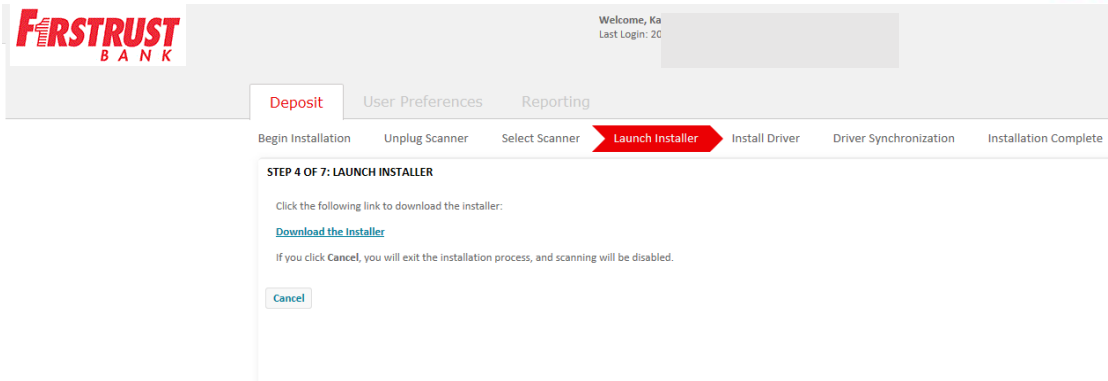 F1RSTRUST
BANK
Welcome, Ka
Last Login: 20
Deposit User Preferences Reporting
Begin Installation Unplug Scanner Select Scanner Launch Installer Install Driver Driver Synchronization Installation Complete
STEP 4 OF 7: LAUNCH INSTALLER
Click the following link to download the installer:
Download the Installer
If you click Cancel, you will exit the installation process, and scanning will be disabled.
Cancel